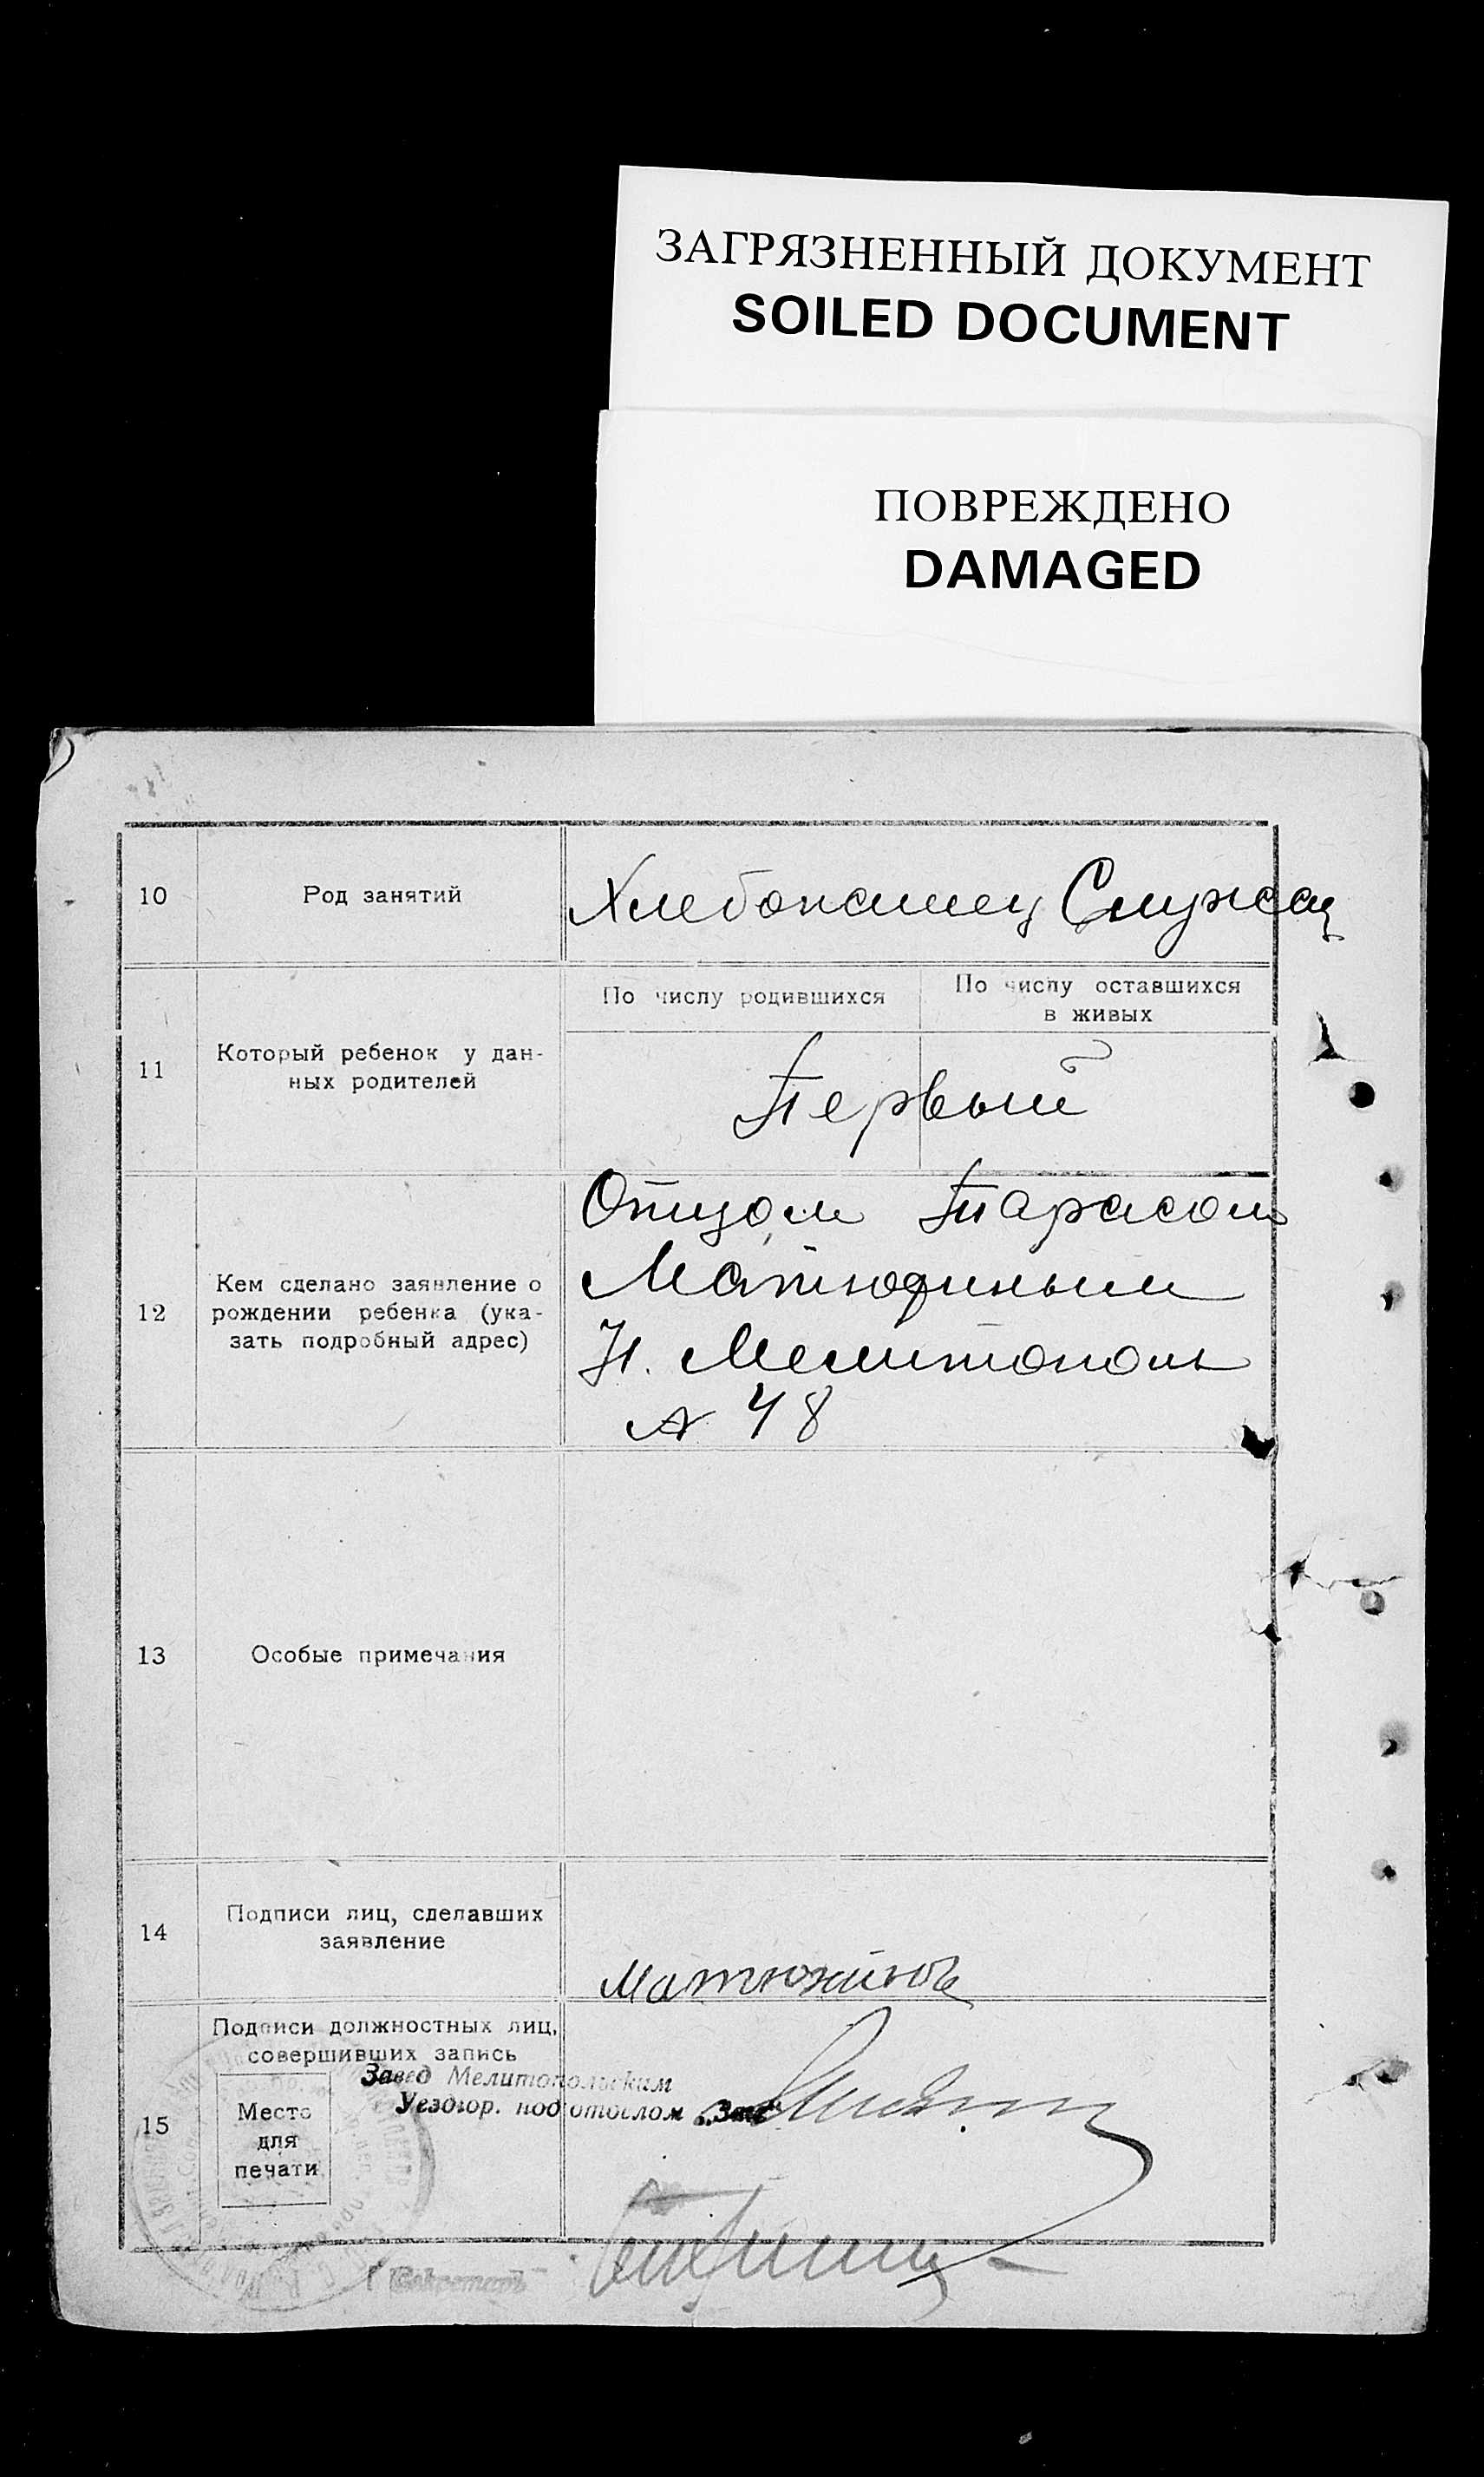 ЗАГРЯЗНЕННЫЙ ДОКУМЕНТ
SOILED DOCUMENT
ПОВРЕЖДЕНО
DAMAGED
10
Род занятий
Хлебопашец Служащ
11
Который ребенок у дан-
ных родителей
По числу родившихся
По числу оставшихся
в живых
Первый
12
Кем сделано заявление о
рождении ребенка (ука-
зать подробный адрес)
Отцом Тарасом
Матюшиным
Н. Мелитополь
№ 48
13
Особые примечания
14
Подписи лиц, сделавших
заявление
15
Подписи должностных лиц,
совершивших запись
Завед Мелитопольским
Уездгор. подотделом
Место
для
печати
Секретарь